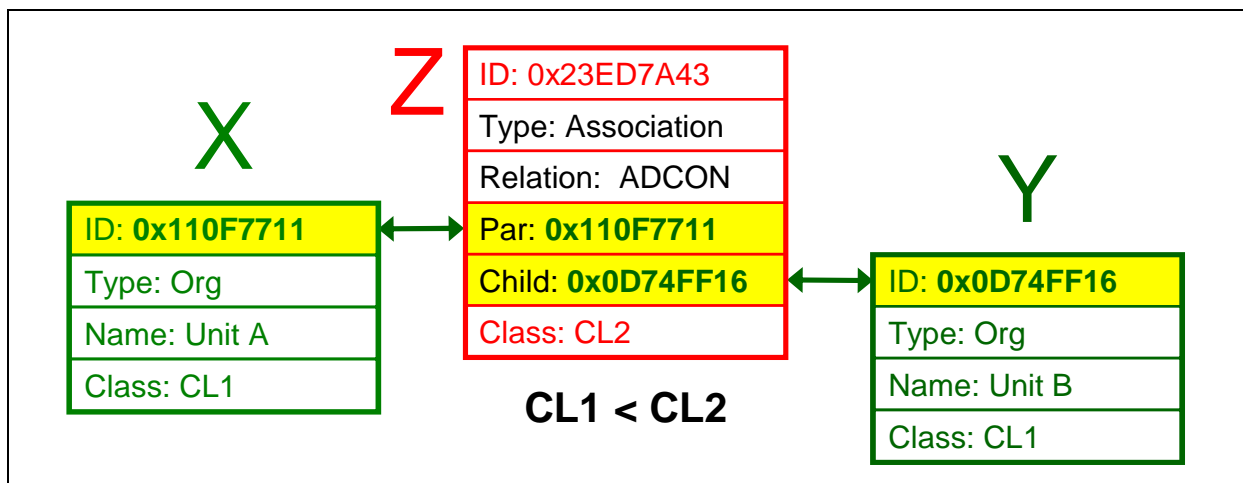 X
ID: 0x110F7711
Type: Org
Name: Unit A
Class: CL1
Z
ID: 0x23ED7A43
Type: Association
Relation: ADCON
Par: 0x110F7711
Child: 0x0D74FF16
Class: CL2
CL1 < CL2
Y
ID: 0x0D74FF16
Type: Org
Name: Unit B
Class: CL1